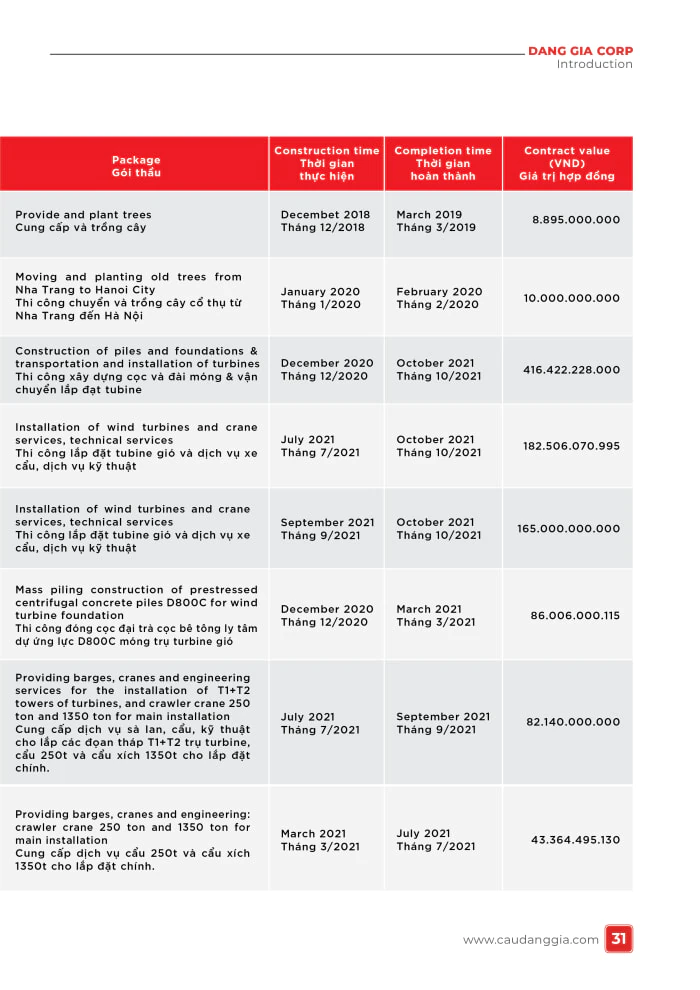 DANG GIA CORP
Introduction
Package
Gói thầu
Construction time
Thời gian
thực hiện
Completion time
Thời gian
hoàn thành
Contract value
(VND)
Giá trị hợp đồng
Provide and plant trees
Cung cấp và trồng cây
Decembet 2018
Tháng 12/2018
March 2019
Tháng 3/2019
8.895.000.000
Moving and planting old trees from
Nha Trang to Hanoi City
Thi công chuyển và trồng cây cổ thụ từ
Nha Trang đến Hà Nội
January 2020
Tháng 1/2020
February 2020
Tháng 2/2020
10.000.000.000
Construction of piles and foundations &
transportation and installation of turbines
Thi công xây dựng cọc và đài móng & vận
chuyển lắp đạt tubine
December 2020
Tháng 12/2020
October 2021
Tháng 10/2021
416.422.228.000
Installation of wind turbines and crane
services, technical services
Thi công lắp đặt tubine gió và dịch vụ xe
cẩu, dịch vụ kỹ thuật
July 2021
Tháng 7/2021
October 2021
Tháng 10/2021
182.506.070.995
Installation of wind turbines and crane
services, technical services
Thi công lắp đặt tubine gió và dịch vụ xe
cẩu, dịch vụ kỹ thuật
September 2021
Tháng 9/2021
October 2021
Tháng 10/2021
165.000.000.000
Mass piling construction of prestressed
centrifugal concrete piles D800C for wind
turbine foundation
Thi công đóng cọc đại trà cọc bê tông ly tâm
dự ứng lực D800C móng trụ turbine gió
December 2020
Tháng 12/2020
March 2021
Tháng 3/2021
86.006.000.115
Providing barges, cranes and engineering
services for the installation of T1+T2
towers of turbines, and crawler crane 250
ton and 1350 ton for main installation
Cung cấp dịch vụ sà lan, cẩu, kỹ thuật
cho lắp các đọan tháp T1+T2 trụ turbine,
cẩu 250t và cẩu xích 1350t cho lắp đặt
chính.
July 2021
Tháng 7/2021
September 2021
Tháng 9/2021
82.140.000.000
Providing barges, cranes and engineering:
crawler crane 250 ton and 1350 ton for
main installation
Cung cấp dịch vụ cẩu 250t và cẩu xích
1350t cho lắp đặt chính.
March 2021
Tháng 3/2021
July 2021
Tháng 7/2021
43.364.495.130
www.caudanggia.com 31